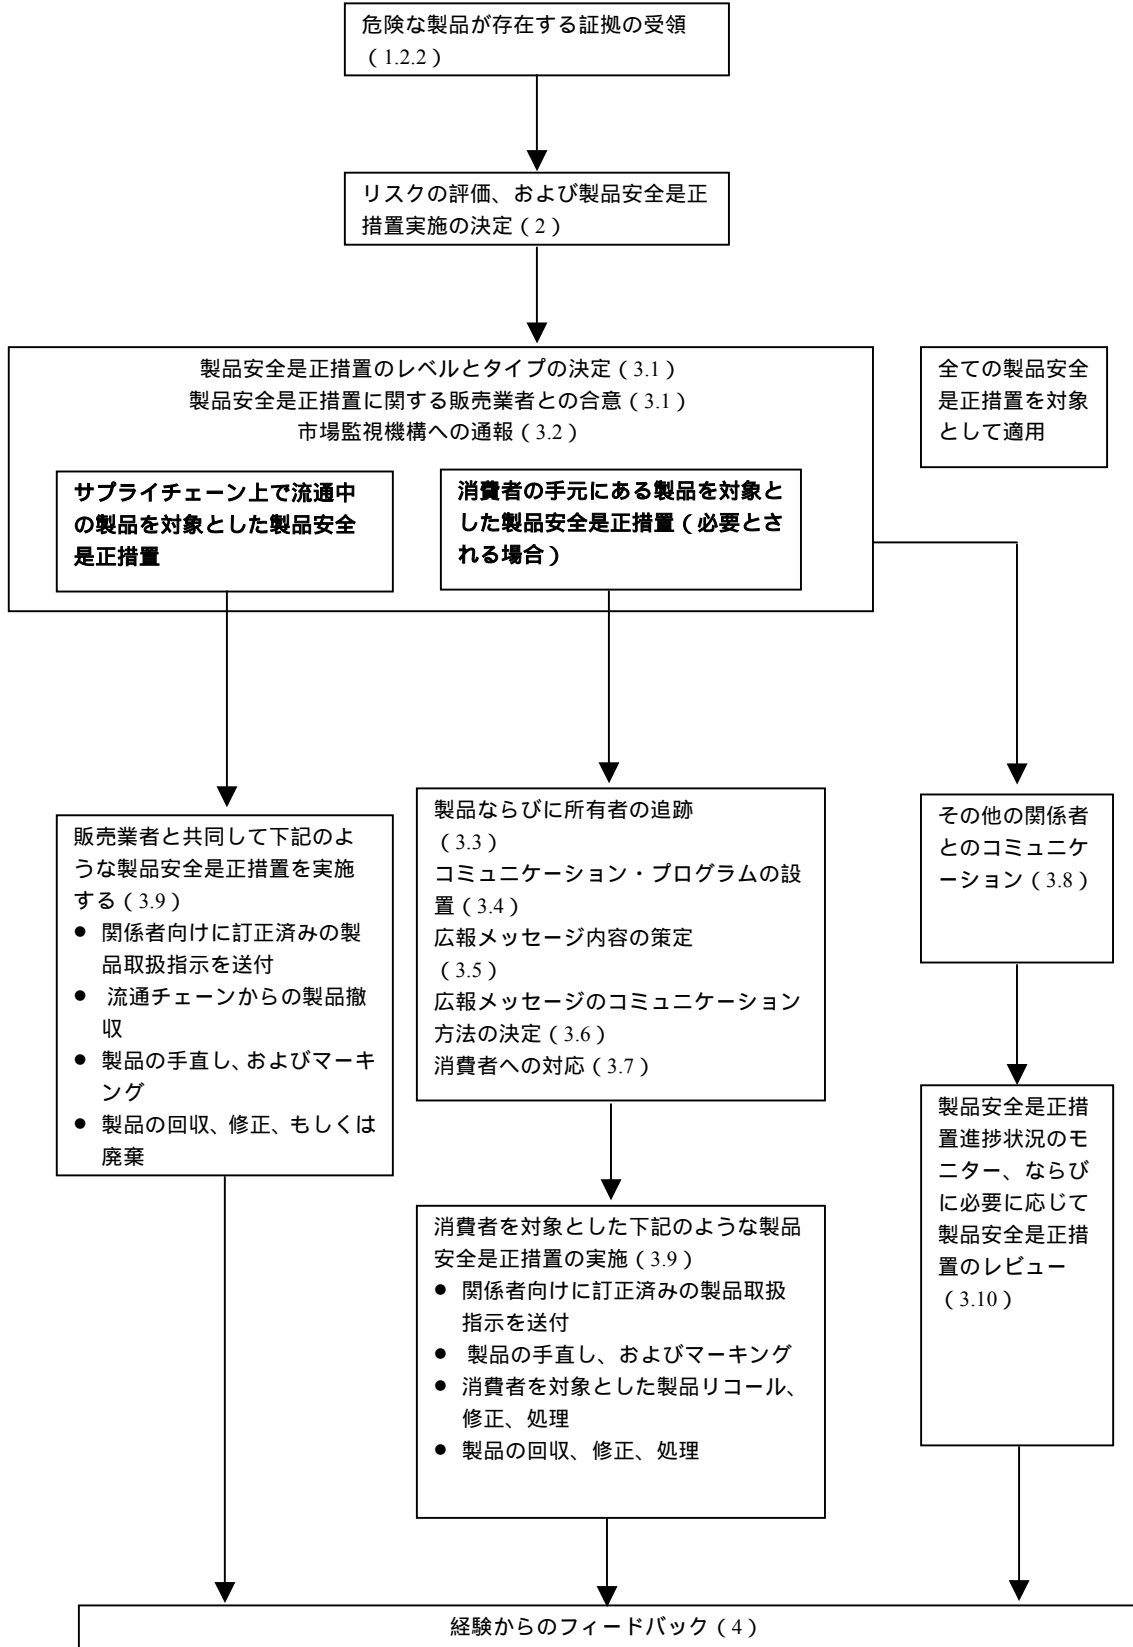 危険な製品が存在する証拠の受領
（1.2.2）
リスクの評価、および製品安全是正
措置実施の決定（2）
製品安全是正措置のレベルとタイプの決定（3.1）
製品安全是正措置に関する販売業者との合意（3.1）
市場監視機構への通報（3.2）
全ての製品安全
是正措置を対象
として適用
サプライチェーン上で流通中
の製品を対象とした製品安全
是正措置
消費者の手元にある製品を対象と
した製品安全是正措置（必要とさ
れる場合）
販売業者と共同して下記のよ
うな製品安全是正措置を実施
する（3.9）
● 関係者向けに訂正済みの製
品取扱指示を送付
● 流通チェーンからの製品撤
収
● 製品の手直し、およびマーキ
ング
● 製品の回収、修正、もしくは
廃棄
製品ならびに所有者の追跡
（3.3）
コミュニケーション・プログラムの設
置（3.4）
広報メッセージ内容の策定
（3.5）
広報メッセージのコミュニケーション
方法の決定（3.6）
消費者への対応（3.7）
その他の関係者
とのコミュニケ
ーション（3.8）
消費者を対象とした下記のような製品
安全是正措置の実施（3.9）
● 関係者向けに訂正済みの製品取扱
指示を送付
● 製品の手直し、およびマーキング
● 消費者を対象とした製品リコール、
修正、処理
● 製品の回収、修正、処理
製品安全是正措
置進捗状況のモ
ニター、ならび
に必要に応じて
製品安全是正措
置のレビュー
（3.10）
経験からのフィードバック（4）